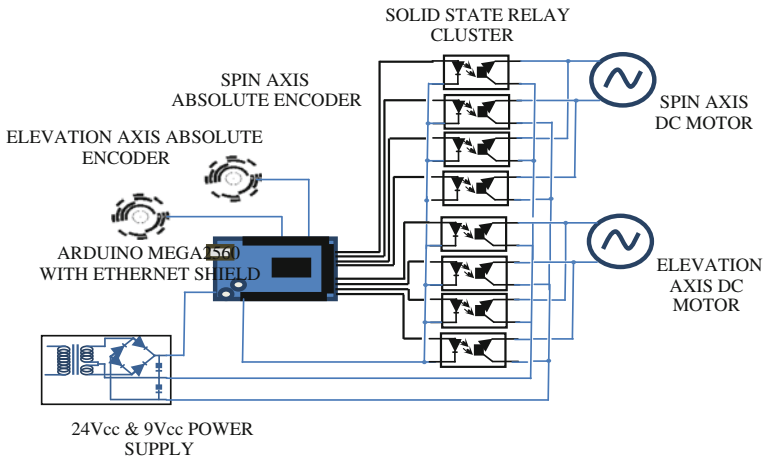 SOLID STATE RELAY
CLUSTER
SPIN AXIS
ABSOLUTE ENCODER
SPIN AXIS
DC MOTOR
ELEVATION AXIS ABSOLUTE
ENCODER
ARDUINO MEGA2560
WITH ETHERNET SHIELD
ELEVATION
AXIS DC
MOTOR
24Vcc & 9Vcc POWER
SUPPLY